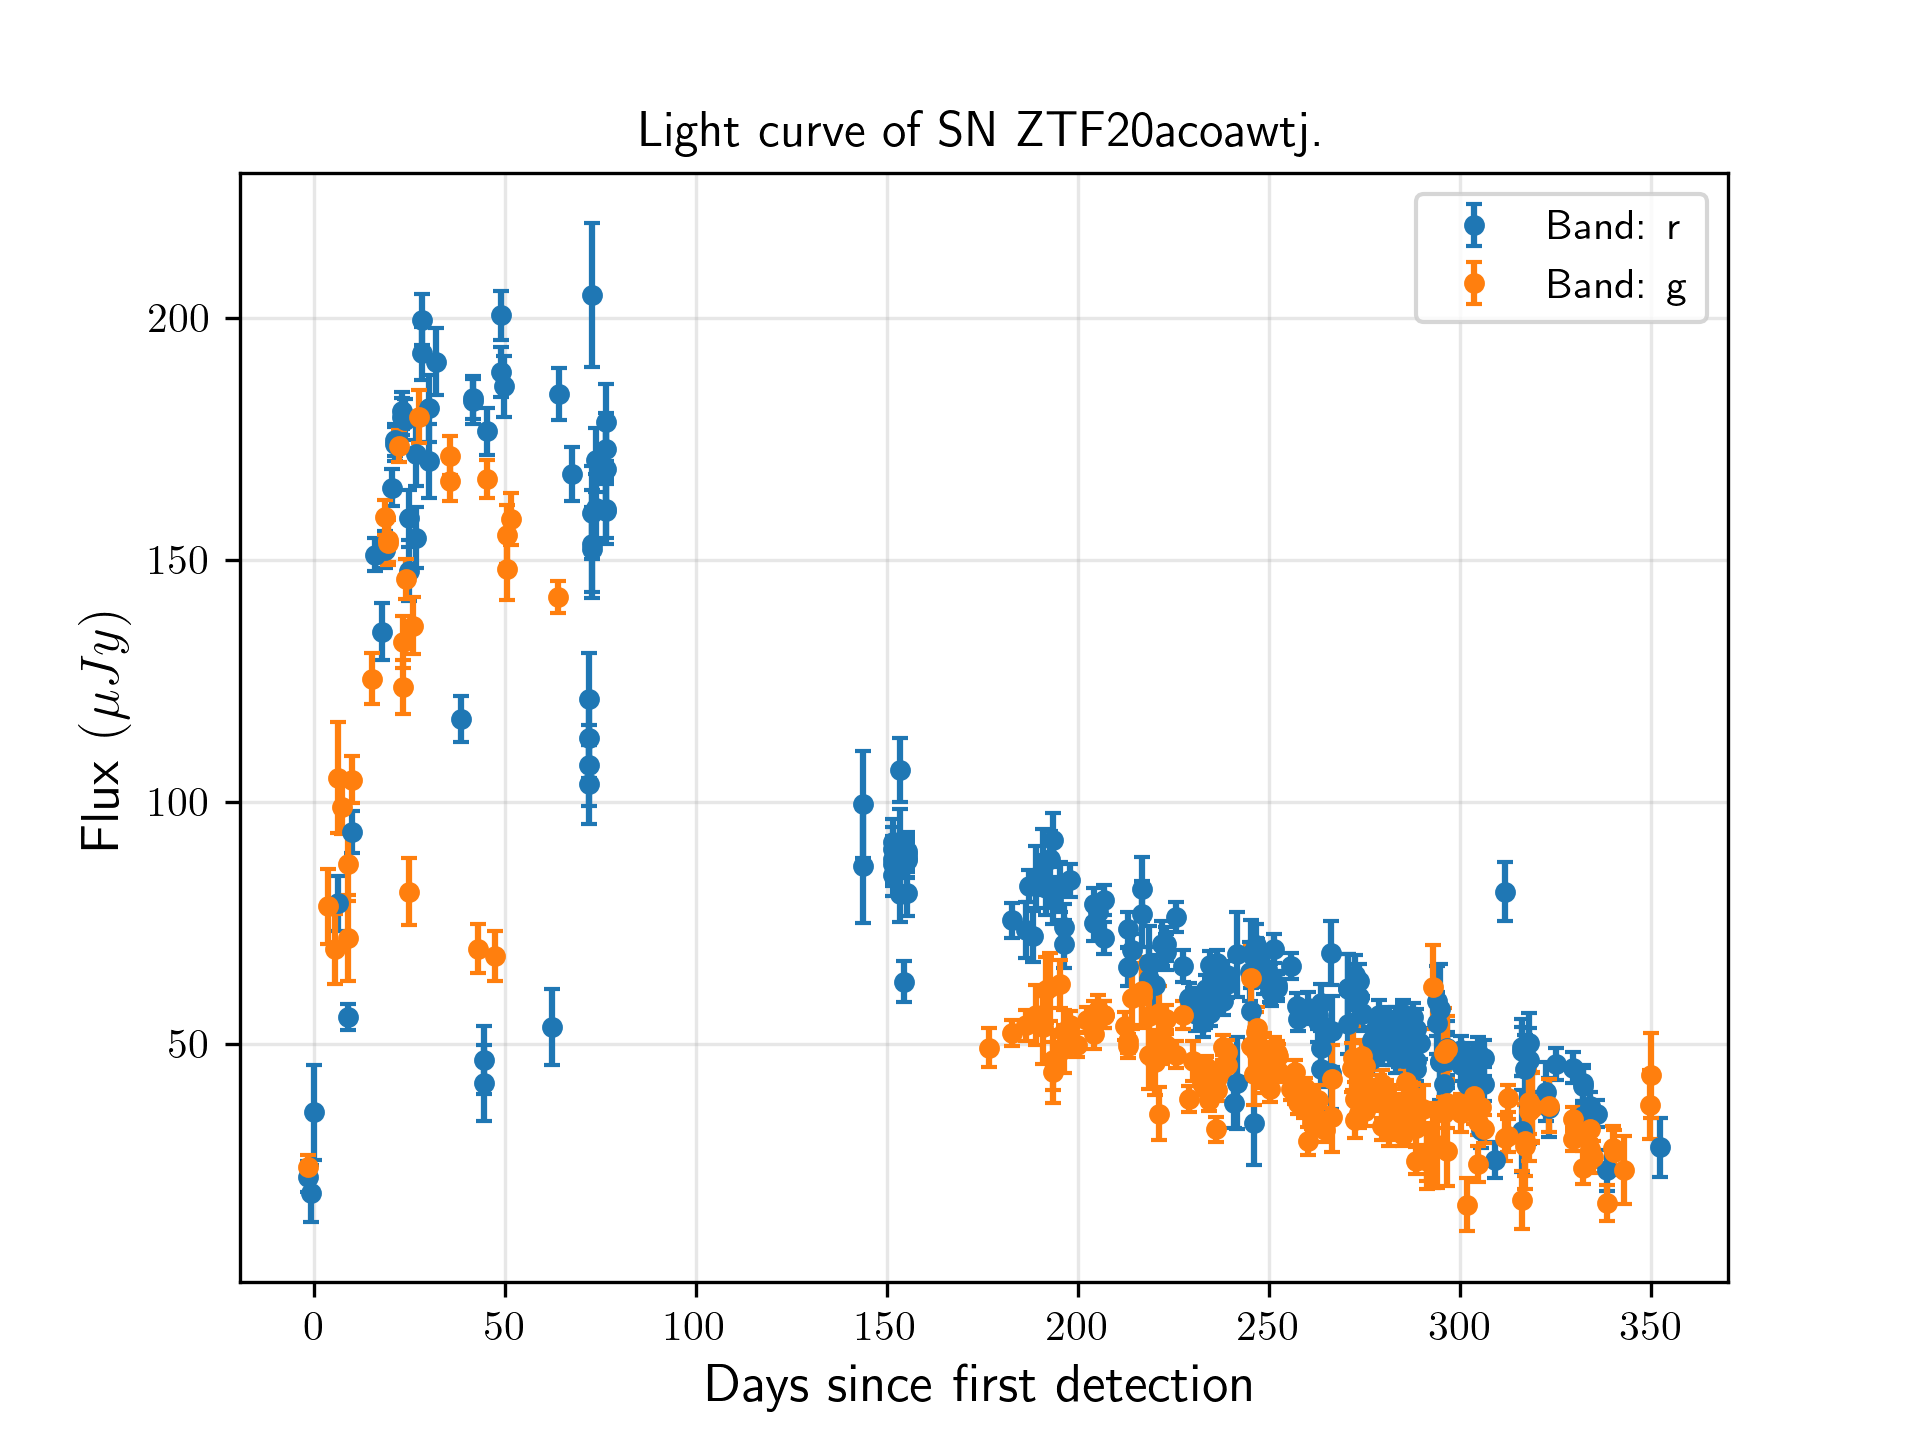 Light curve of SN ZTF20acoawtj.
Band: r
Band: g
Flux (μJy)
200
150
100
50
0 50 100 150 200 250 300 350
Days since first detection